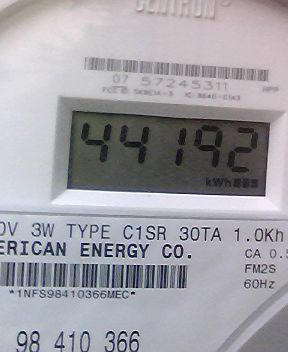 CENTRON®
07 57245311
44192
kWh
3W TYPE C1SR 30TA 1.0Kh
ERICAN ENERGY CO.
CA 0.5
FM2S
*1NFS98410366MEC*
60Hz
98 410 366